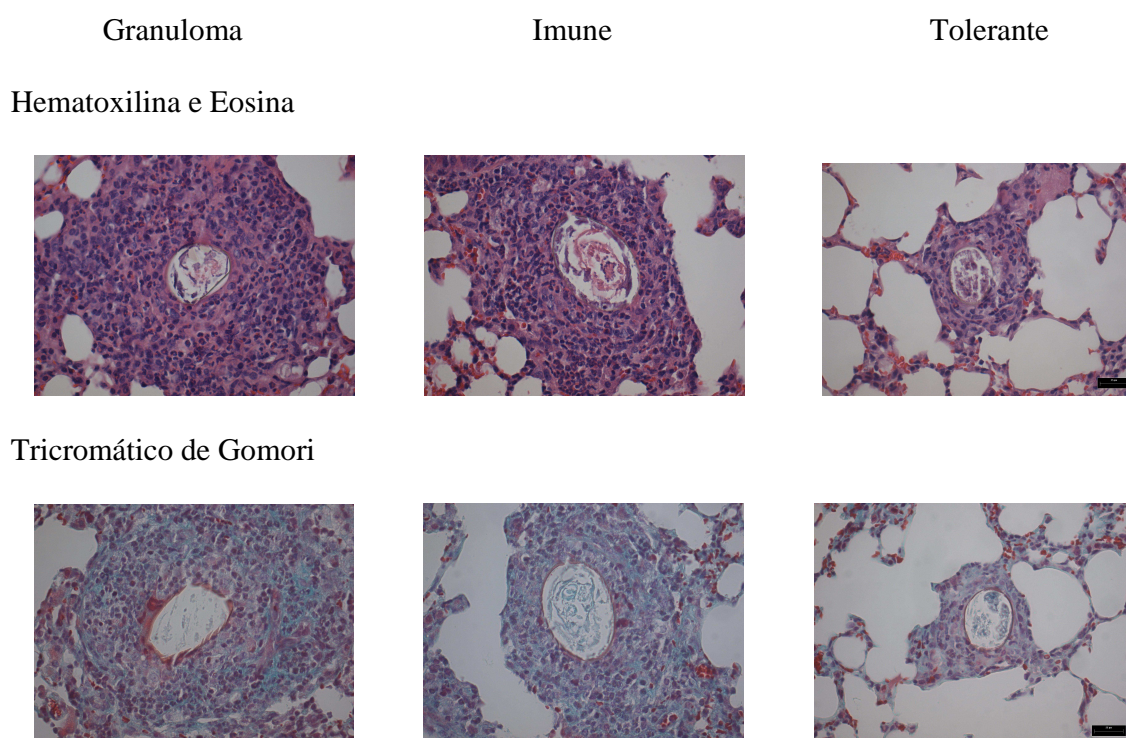 Granuloma Imune Tolerante
Hematoxilina e Eosina
Tricromático de Gomori